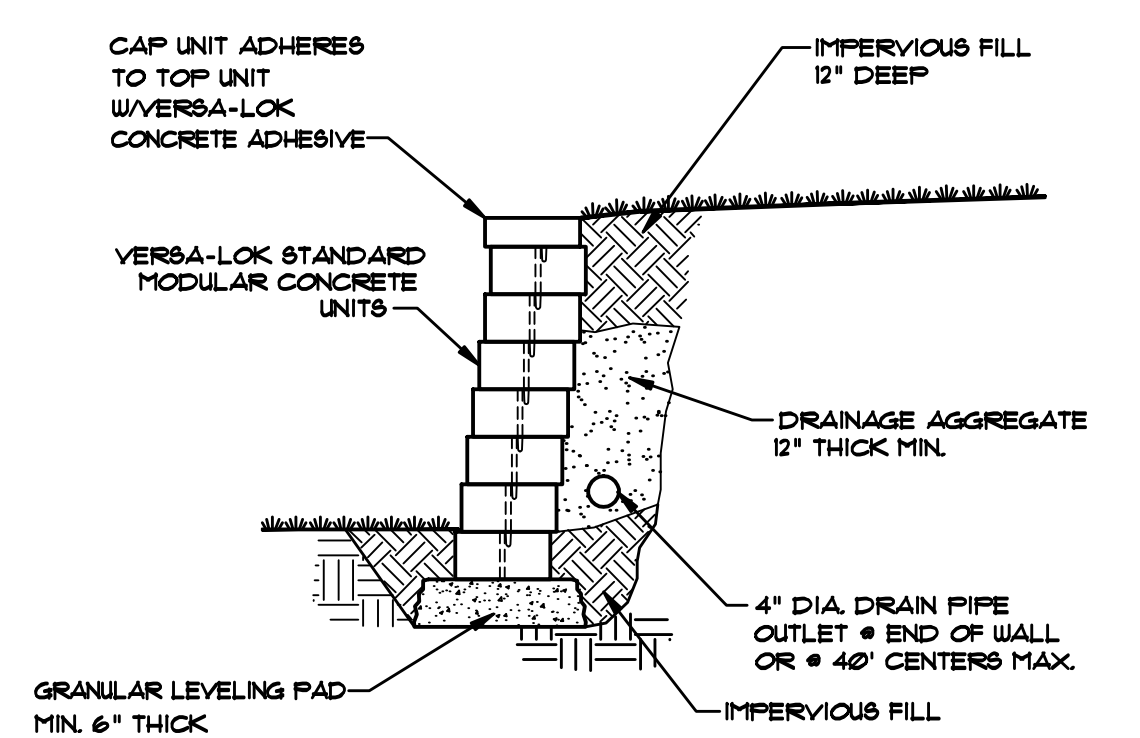 CAP UNIT ADHERES
TO TOP UNIT
W/VERSA-LOK
CONCRETE ADHESIVE
IMPERVIOUS FILL
12" DEEP
VERSA-LOK STANDARD
MODULAR CONCRETE
UNITS
DRAINAGE AGGREGATE
12" THICK MIN.
4" DIA. DRAIN PIPE
OUTLET @ END OF WALL
OR @ 40' CENTERS MAX.
GRANULAR LEVELING PAD
MIN. 6" THICK
IMPERVIOUS FILL